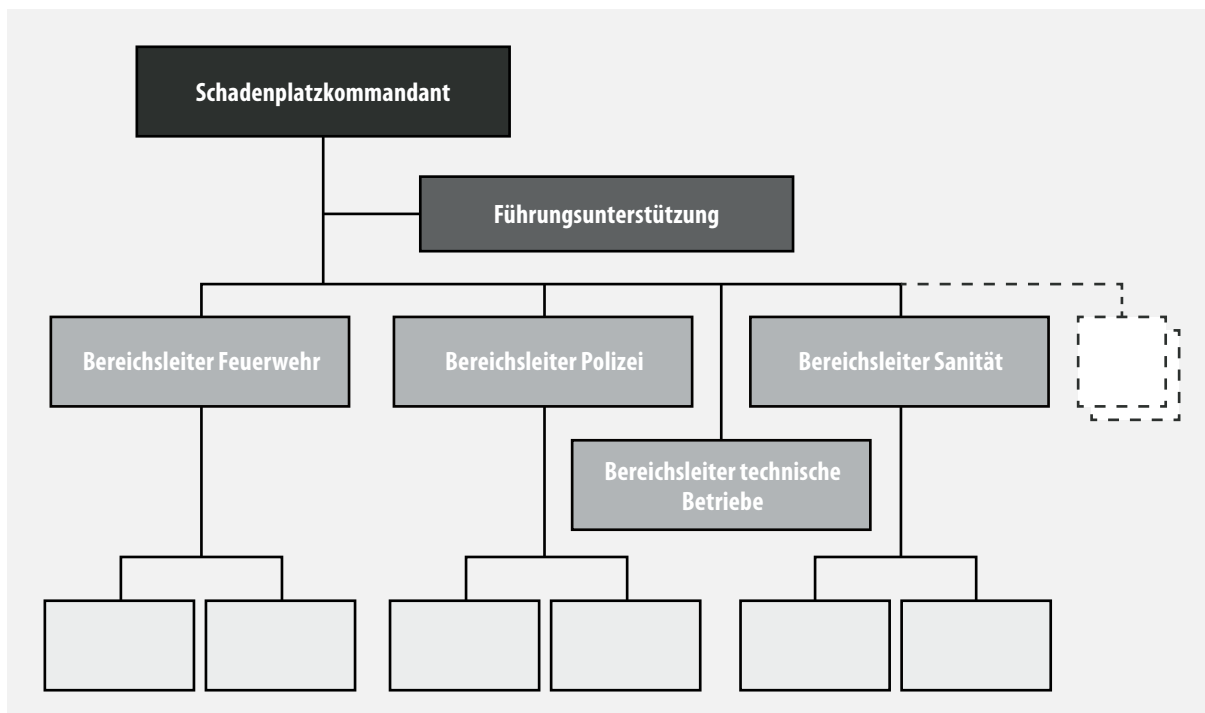 Schadenplatzkommandant
Führungsunterstützung
Bereichsleiter Feuerwehr
Bereichsleiter Polizei
Bereichsleiter Sanität
Bereichsleiter technische
Betriebe